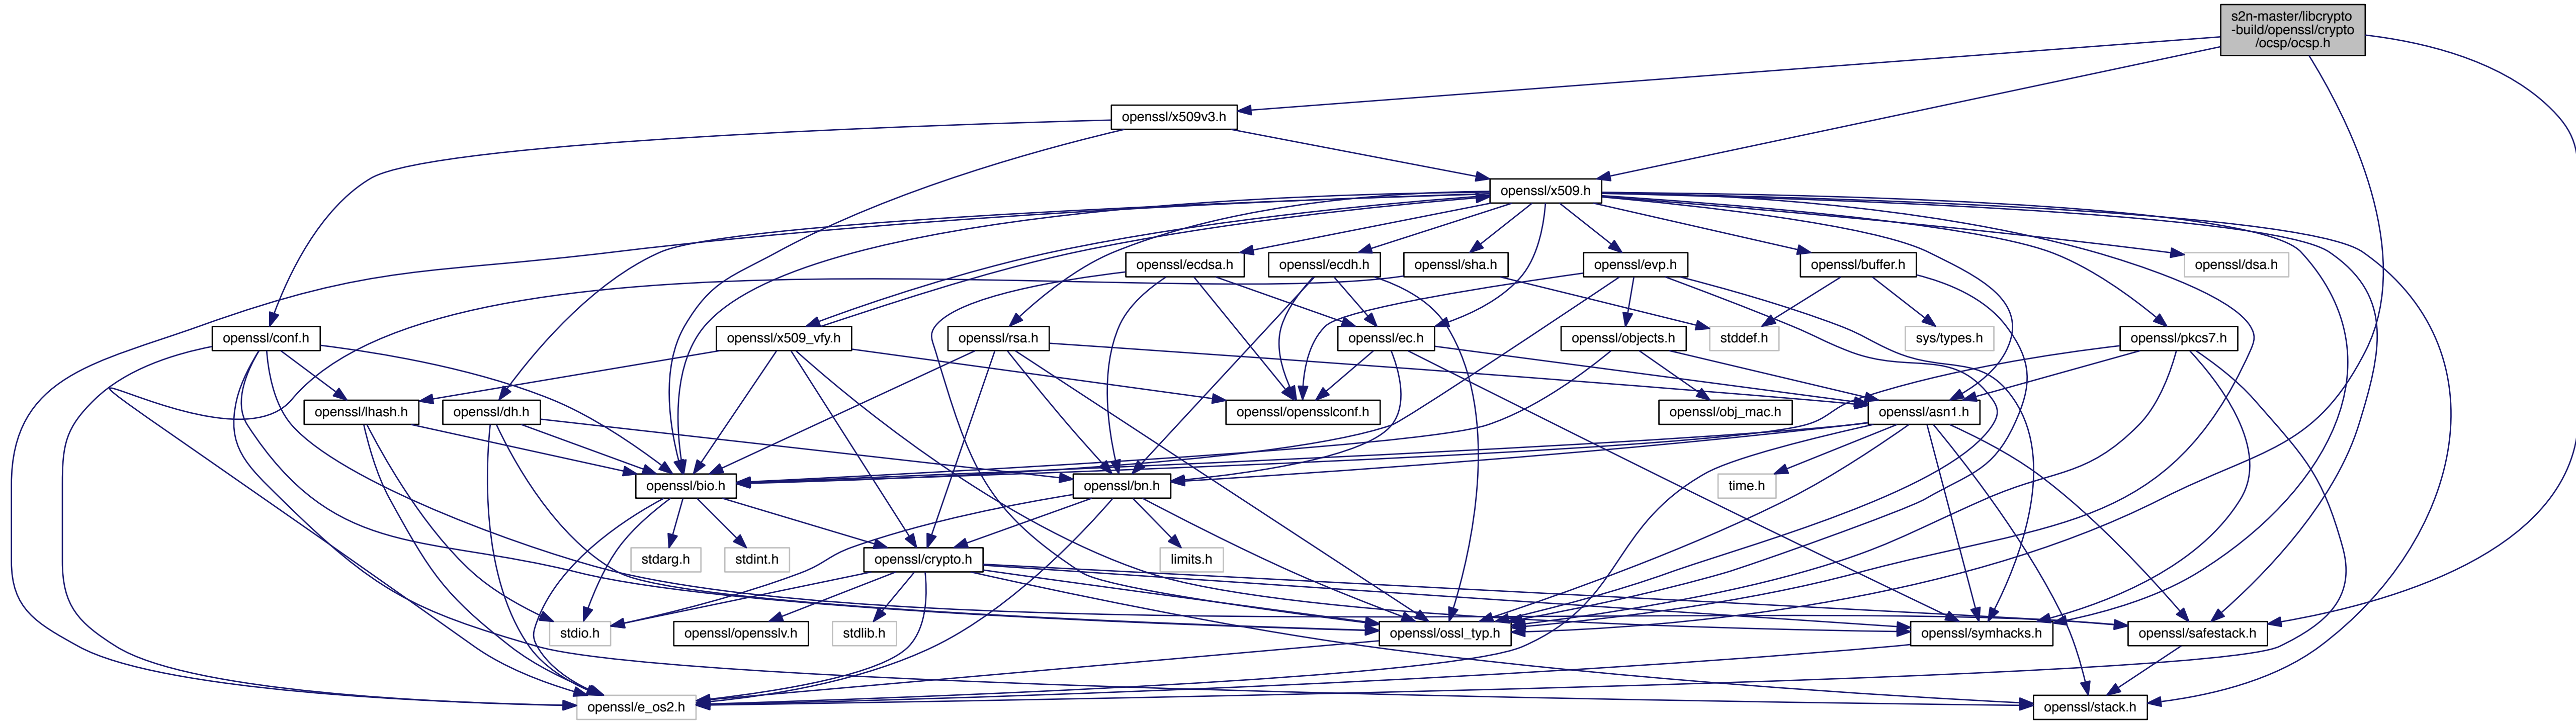 s2n-master/libcrypto
-build/openssl/crypto
/ocsp/ocsp.h
openssl/x509v3.h
openssl/x509.h
openssl/ecdsa.h
openssl/ecdh.h
openssl/sha.h
openssl/evp.h
openssl/buffer.h
openssl/dsa.h
openssl/conf.h
openssl/x509_vfy.h
openssl/rsa.h
openssl/ec.h
openssl/objects.h
stddef.h
sys/types.h
openssl/pkcs7.h
openssl/lhash.h
openssl/dh.h
openssl/opensslconf.h
openssl/obj_mac.h
openssl/asn1.h
openssl/bio.h
openssl/bn.h
time.h
stdarg.h
stdint.h
openssl/crypto.h
limits.h
stdio.h
openssl/opensslv.h
stdlib.h
openssl/ossl_typ.h
openssl/symhacks.h
openssl/safestack.h
openssl/e_os2.h
openssl/stack.h